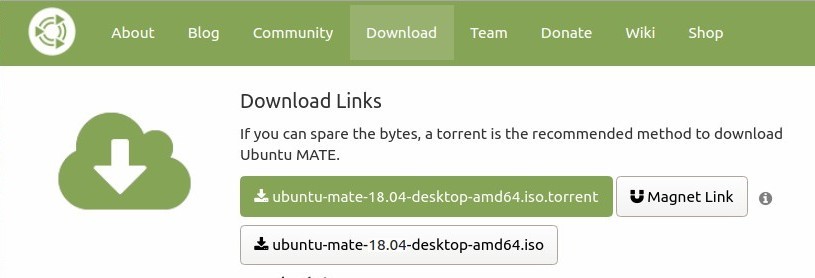 About Blog Community Download Team Donate Wiki Shop
Download Links
If you can spare the bytes, a torrent is the recommended method to download
Ubuntu MATE.
ubuntu-mate-18.04-desktop-amd64.iso.torrent Magnet Link
ubuntu-mate-18.04-desktop-amd64.iso